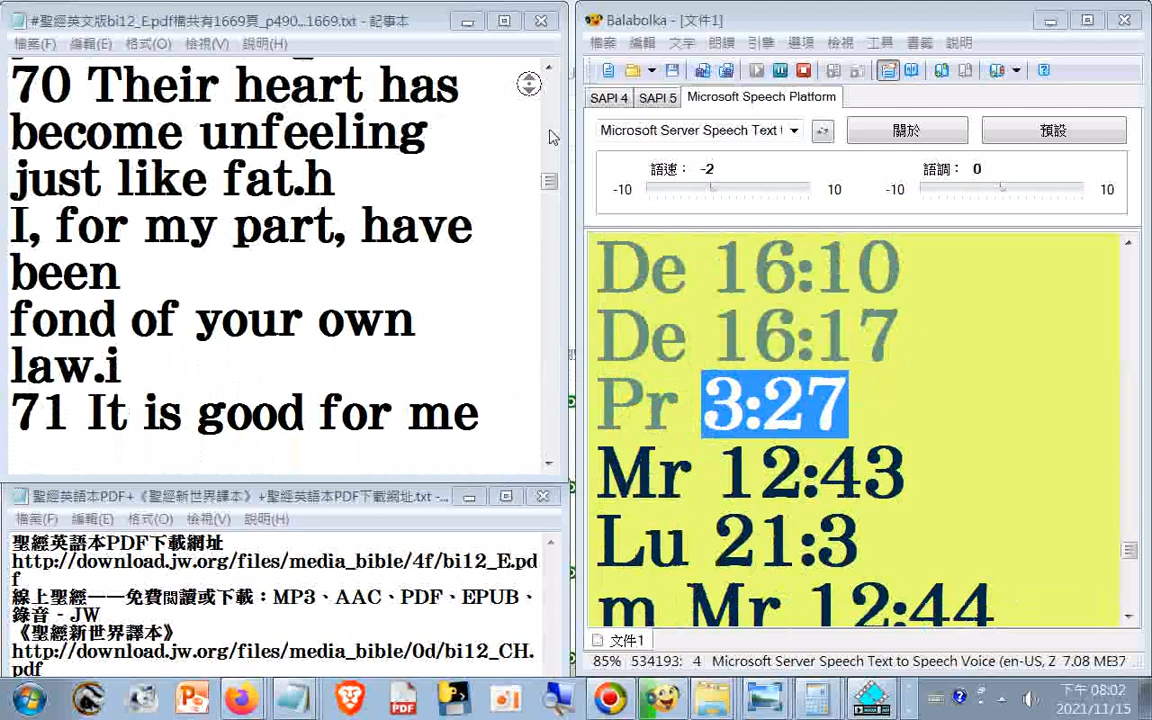 #聖經英文版bi12_E.pdf檔共有1669頁_p490...1669.txt - 記事本
檔案(F) 編輯(E) 格式(O) 檢視(V) 說明(H)
70 Their heart has
become unfeeling
just like fat.h
I, for my part, have
been
fond of your own
law.i
71 It is good for me
聖經英語本PDF+《聖經新世界譯本》+聖經英語本PDF下載網址.txt - ...
檔案(F) 編輯(E) 格式(O) 檢視(V) 說明(H)
聖經英語本PDF下載網址
http://download.jw.org/files/media_bible/4f/bi12_E.pd
f
線上聖經——免費閱讀或下載：MP3、AAC、PDF、EPUB、
錄音 - JW
《聖經新世界譯本》
http://download.jw.org/files/media_bible/0d/bi12_CH.
pdf
Balabolka - [文件1]
檔案 編輯 文字 朗讀 引擎 選項 檢視 工具 書籤 說明
SAPI 4 SAPI 5 Microsoft Speech Platform
Microsoft Server Speech Text 關於 預設
語速： -2 語調： 0
-10 10 -10 10
De 16:10
De 16:17
Pr 3:27
Mr 12:43
Lu 21:3
m Mr 12:44
文件1
85% 534193: 4 Microsoft Server Speech Text to Speech Voice (en-US, Z 7.08 ME37
PDF
下午 08:02
2021/11/15